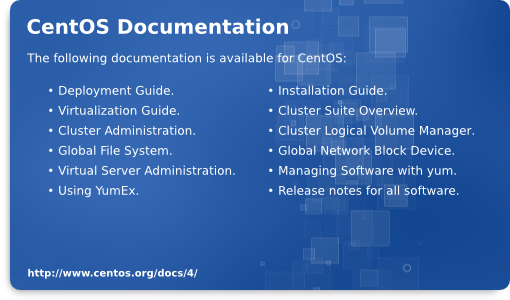 CentOS Documentation
The following documentation is available for CentOS:
• Deployment Guide.
• Virtualization Guide.
• Cluster Administration.
• Global File System.
• Virtual Server Administration.
• Using YumEx.
• Installation Guide.
• Cluster Suite Overview.
• Cluster Logical Volume Manager.
• Global Network Block Device.
• Managing Software with yum.
• Release notes for all software.
http://www.centos.org/docs/4/